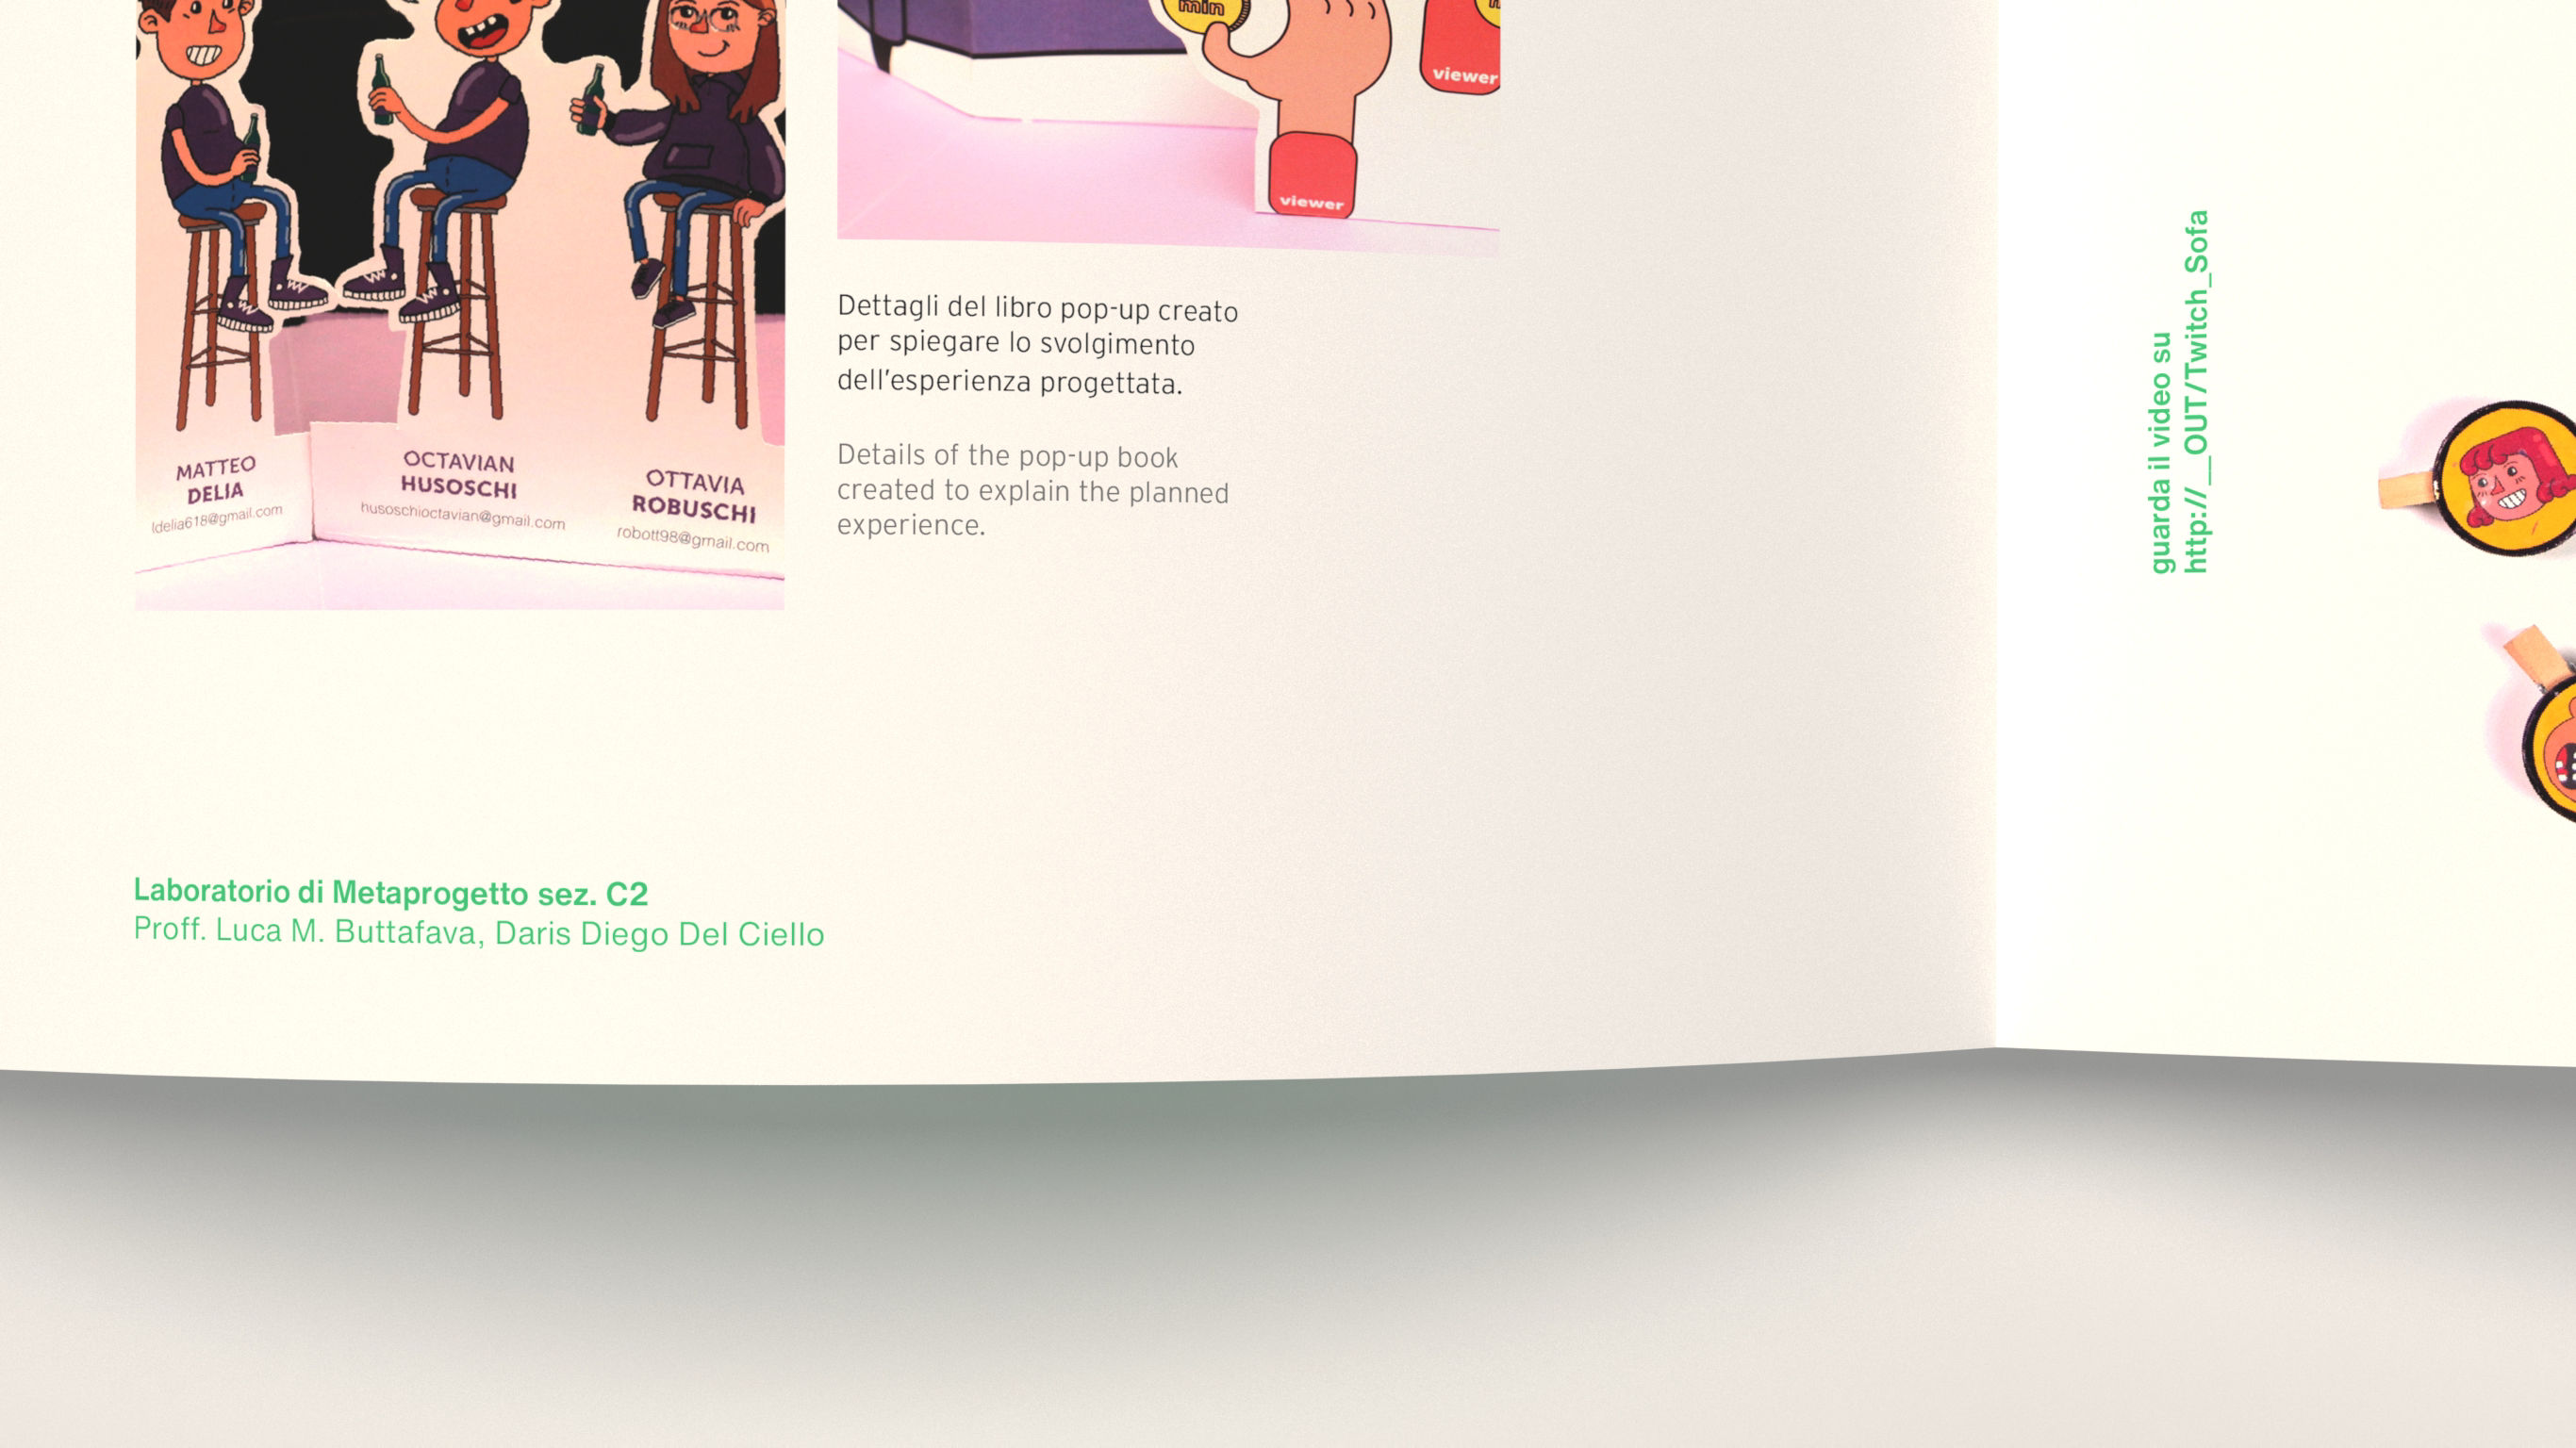 min
viewer
viewer
MATTEO
DELIA
ldelia618@gmail.com
OCTAVIAN
HUSOSCHI
husoschioctavian@gmail.com
OTTAVIA
ROBUSCHI
robott98@gmail.com
Dettagli del libro pop-up creato
per spiegare lo svolgimento
dell'esperienza progettata.
Details of the pop-up book
created to explain the planned
experience.
Laboratorio di Metaprogetto sez. C2
Proff. Luca M. Buttafava, Daris Diego Del Ciello
guarda il video su
http://__OUT/Twitch_Sofa